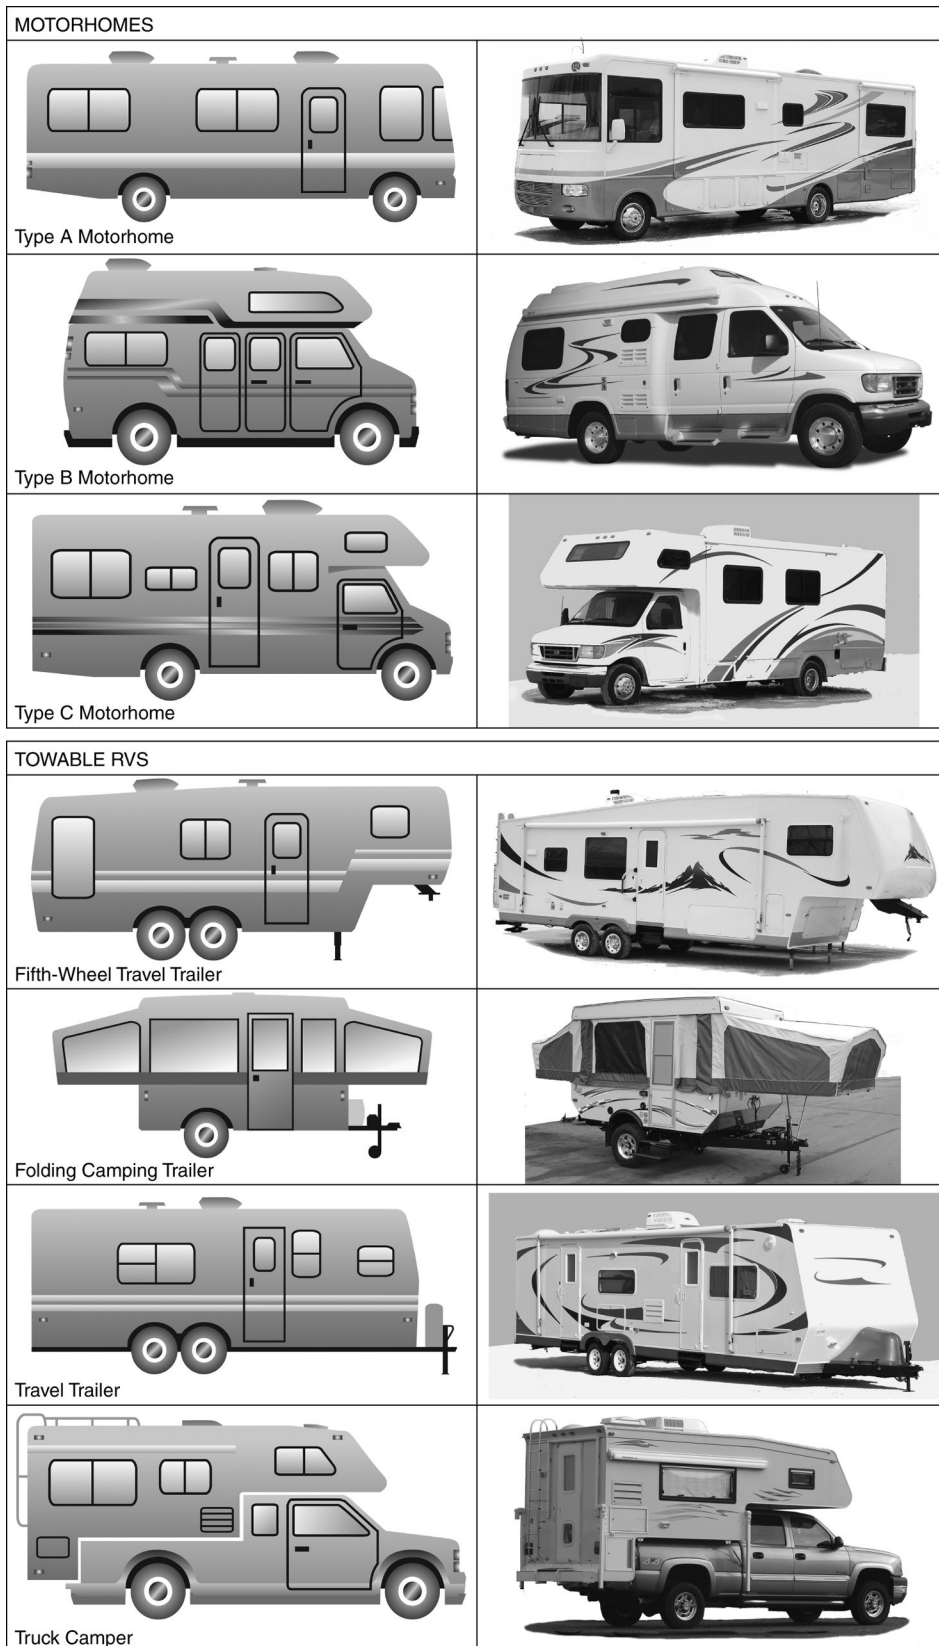 MOTORHOMES
Type A Motorhome
Type B Motorhome
Type C Motorhome
TOWABLE RVS
Fifth-Wheel Travel Trailer
Folding Camping Trailer
Travel Trailer
Truck Camper